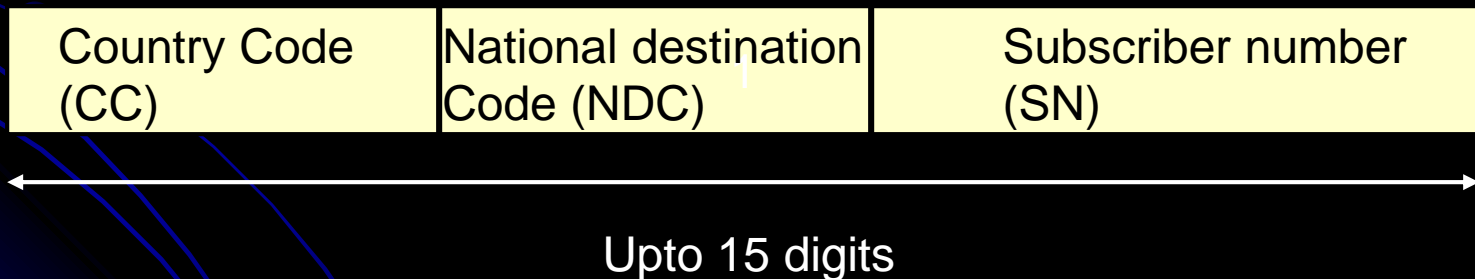 Country Code
(CC)
National destination
Code (NDC)
Subscriber number
(SN)
Upto 15 digits